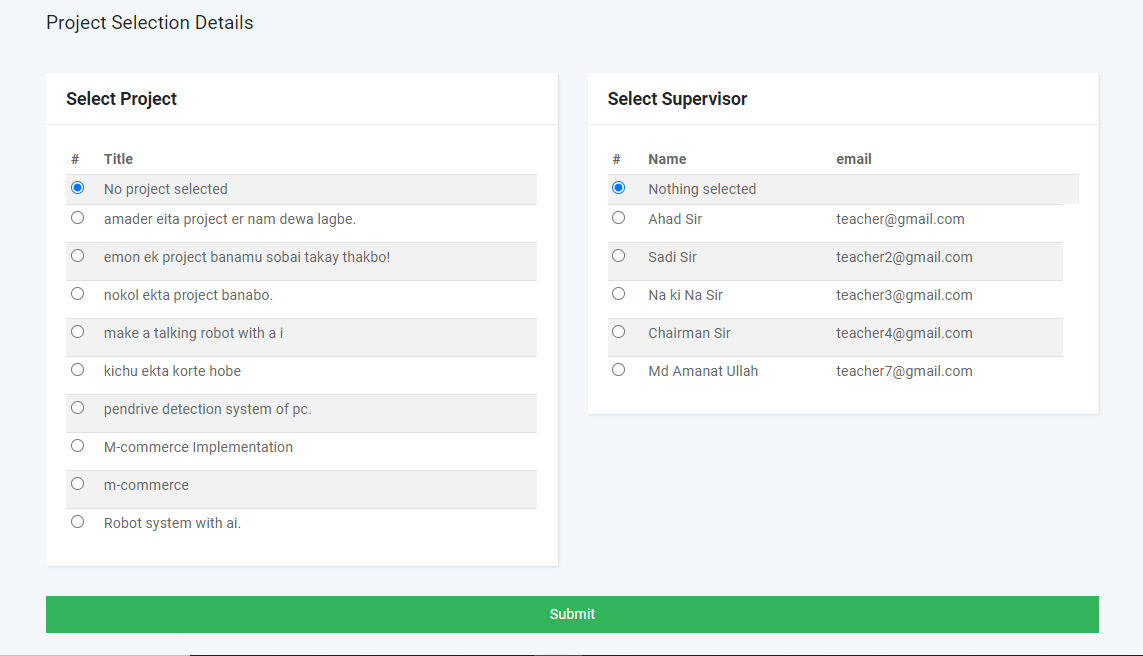 Project Selection Details
Select Project
# Title
No project selected
amader eita project er nam dewa lagbe.
emon ek project banamu sobai takay thakbo!
nokol ekta project banabo.
make a talking robot with a i
kichu ekta korte hobe
pendrive detection system of pc.
M-commerce Implementation
m-commerce
Robot system with ai.
Select Supervisor
# Name email
Nothing selected
Ahad Sir teacher@gmail.com
Sadi Sir teacher2@gmail.com
Na ki Na Sir teacher3@gmail.com
Chairman Sir teacher4@gmail.com
Md Amanat Ullah teacher7@gmail.com
Submit